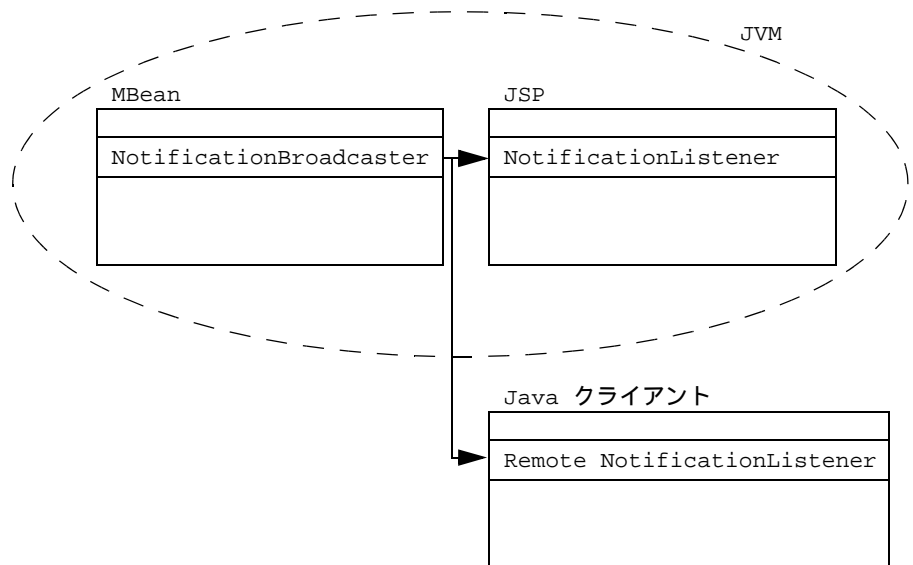 JVM
MBean
JSP
NotificationBroadcaster
NotificationListener
Java クライアント
Remote NotificationListener